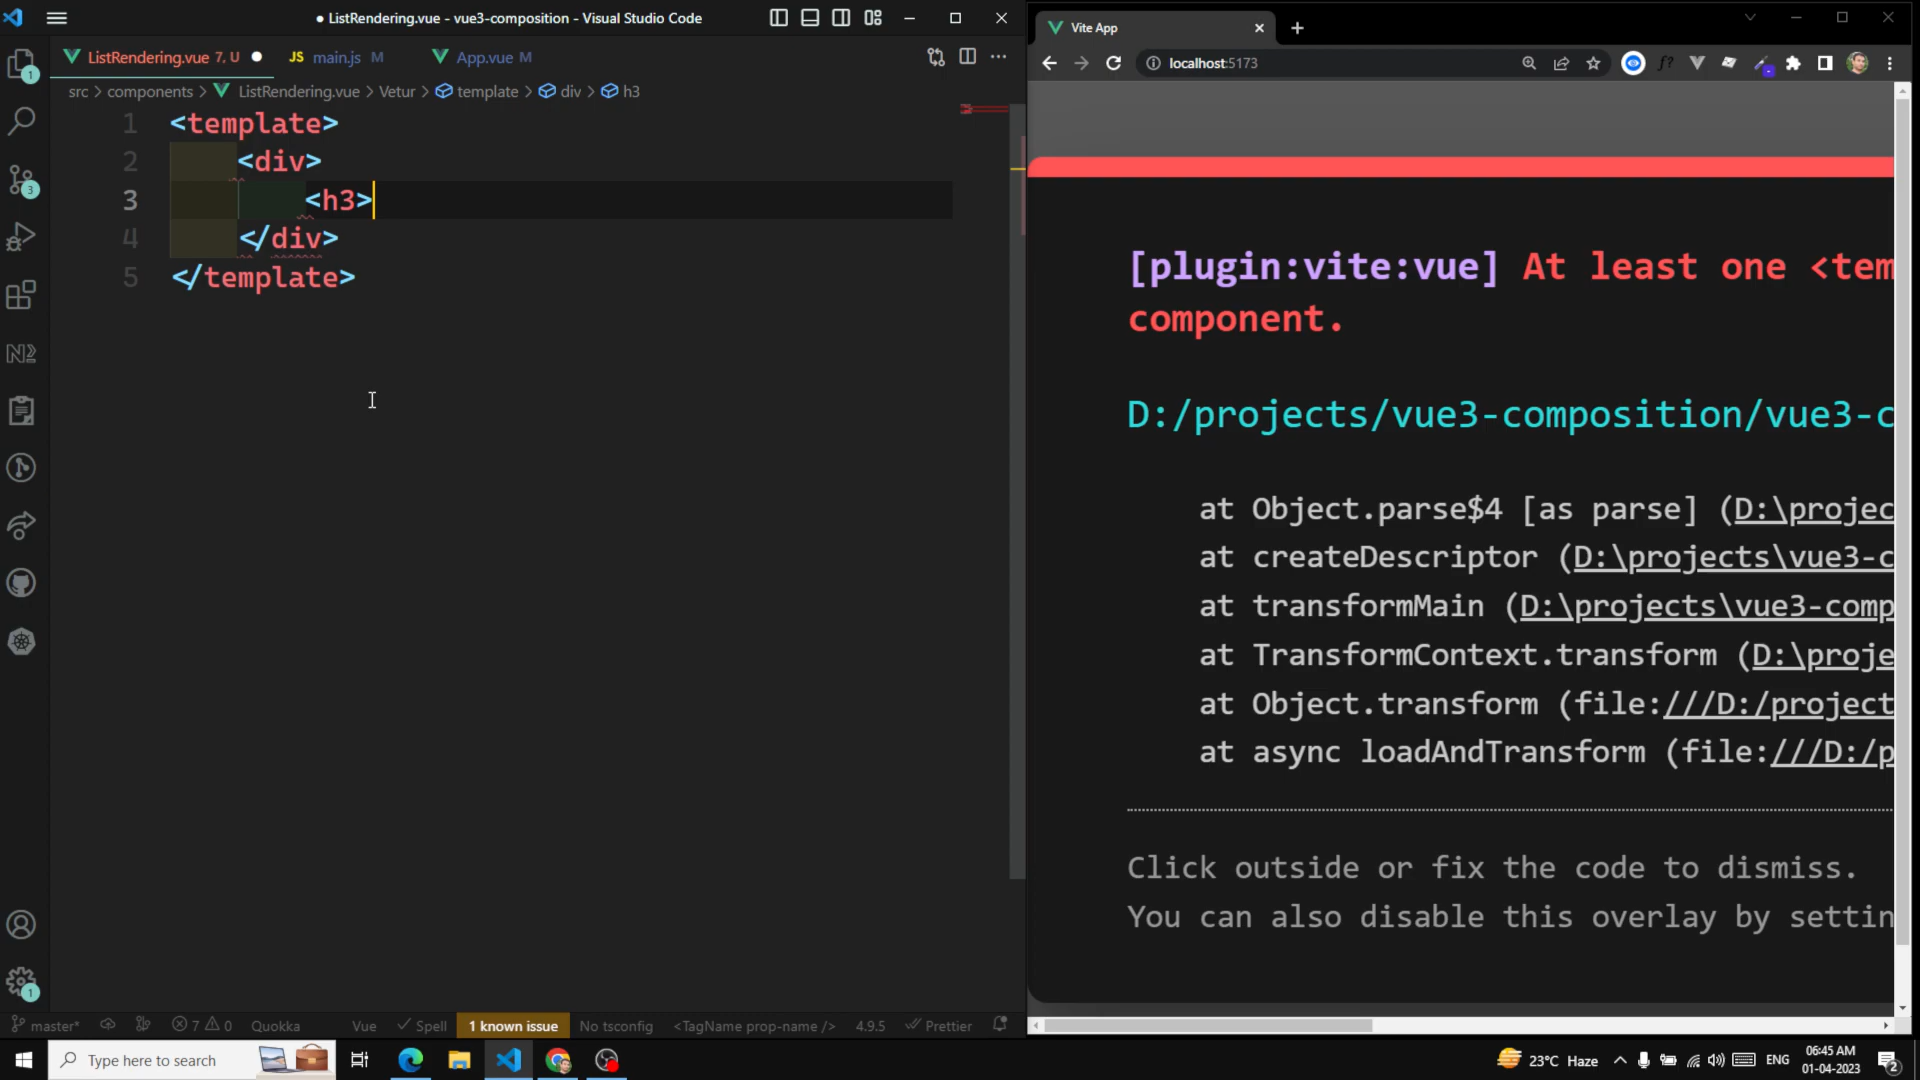 ● ListRendering.vue - vue3-composition - Visual Studio Code
ListRendering.vue 7, U ●
JS main.js M
App.vue M
src > components > ListRendering.vue > Vetur > template > div > h3
1 <template>
2 <div>
3 <h3>
4 </div>
5 </template>
1
3
1
master*
7
0
Quokka
Vue
Spell
1 known issue
No tsconfig
<TagName prop-name />
4.9.5
Prettier
Vite App
localhost:5173
f?
[plugin:vite:vue] At least one <tem
component.
D:/projects/vue3-composition/vue3-c
at Object.parse$4 [as parse] (D:\projec
at createDescriptor (D:\projects\vue3-c
at transformMain (D:\projects\vue3-comp
at TransformContext.transform (D:\proje
at Object.transform (file:///D:/project
at async loadAndTransform (file:///D:/p
Click outside or fix the code to dismiss.
You can also disable this overlay by settin
Type here to search
23°C Haze
ENG
06:45 AM
01-04-2023
2